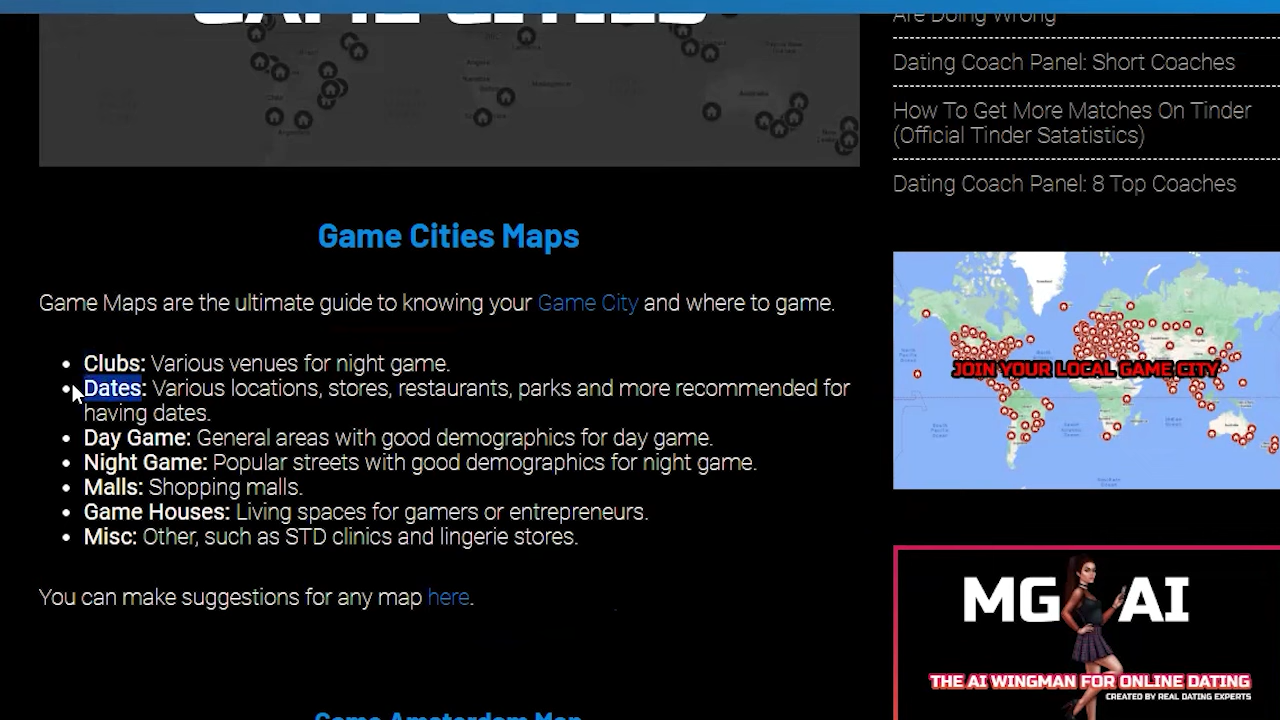 GAME CITIES
Are Doing Wrong
Dating Coach Panel: Short Coaches
How To Get More Matches On Tinder
(Official Tinder Satatistics)
Dating Coach Panel: 8 Top Coaches
Game Cities Maps
Game Maps are the ultimate guide to knowing your Game City and where to game.
• Clubs: Various venues for night game.
• Dates: Various locations, stores, restaurants, parks and more recommended for
having dates.
• Day Game: General areas with good demographics for day game.
• Night Game: Popular streets with good demographics for night game.
• Malls: Shopping malls.
• Game Houses: Living spaces for gamers or entrepreneurs.
• Misc: Other, such as STD clinics and lingerie stores.
You can make suggestions for any map here.
JOIN YOUR LOCAL GAME CITY
MG AI
THE AI WINGMAN FOR ONLINE DATING
CREATED BY REAL DATING EXPERTS
Game Amsterdam Map